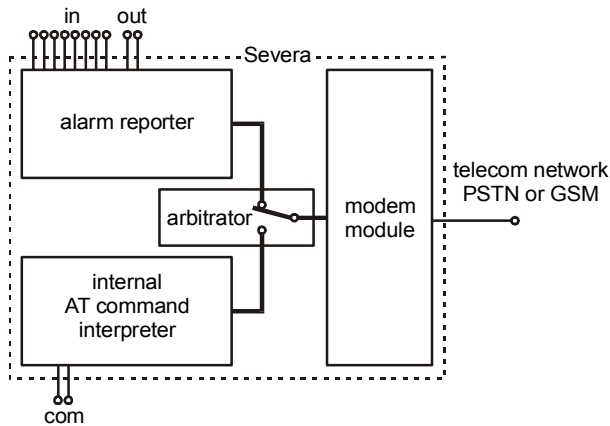 in out
Severa
alarm reporter
telecom network
PSTN or GSM
arbitrator
modem
module
internal
AT command
interpreter
com